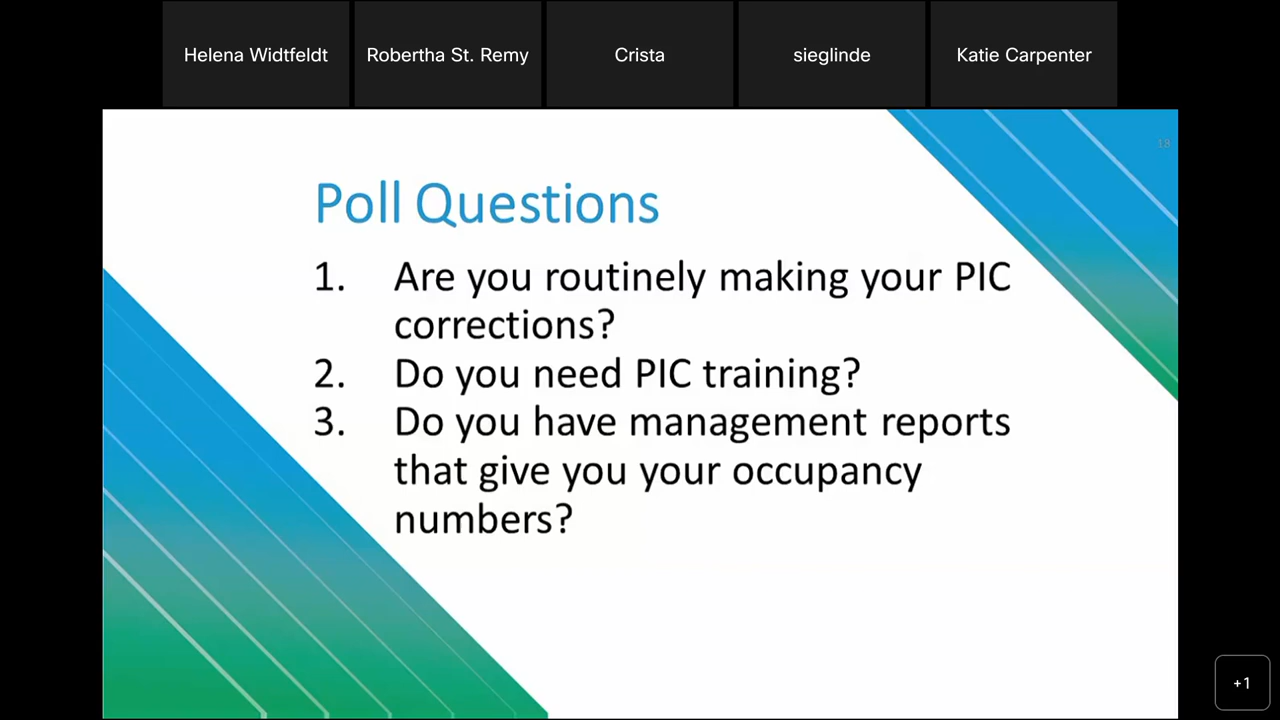 Helena Widtfeldt
Robertha St. Remy
Crista
sieglinde
Katie Carpenter
18
Poll Questions
1. Are you routinely making your PIC
corrections?
2. Do you need PIC training?
3. Do you have management reports
that give you your occupancy
numbers?
+1